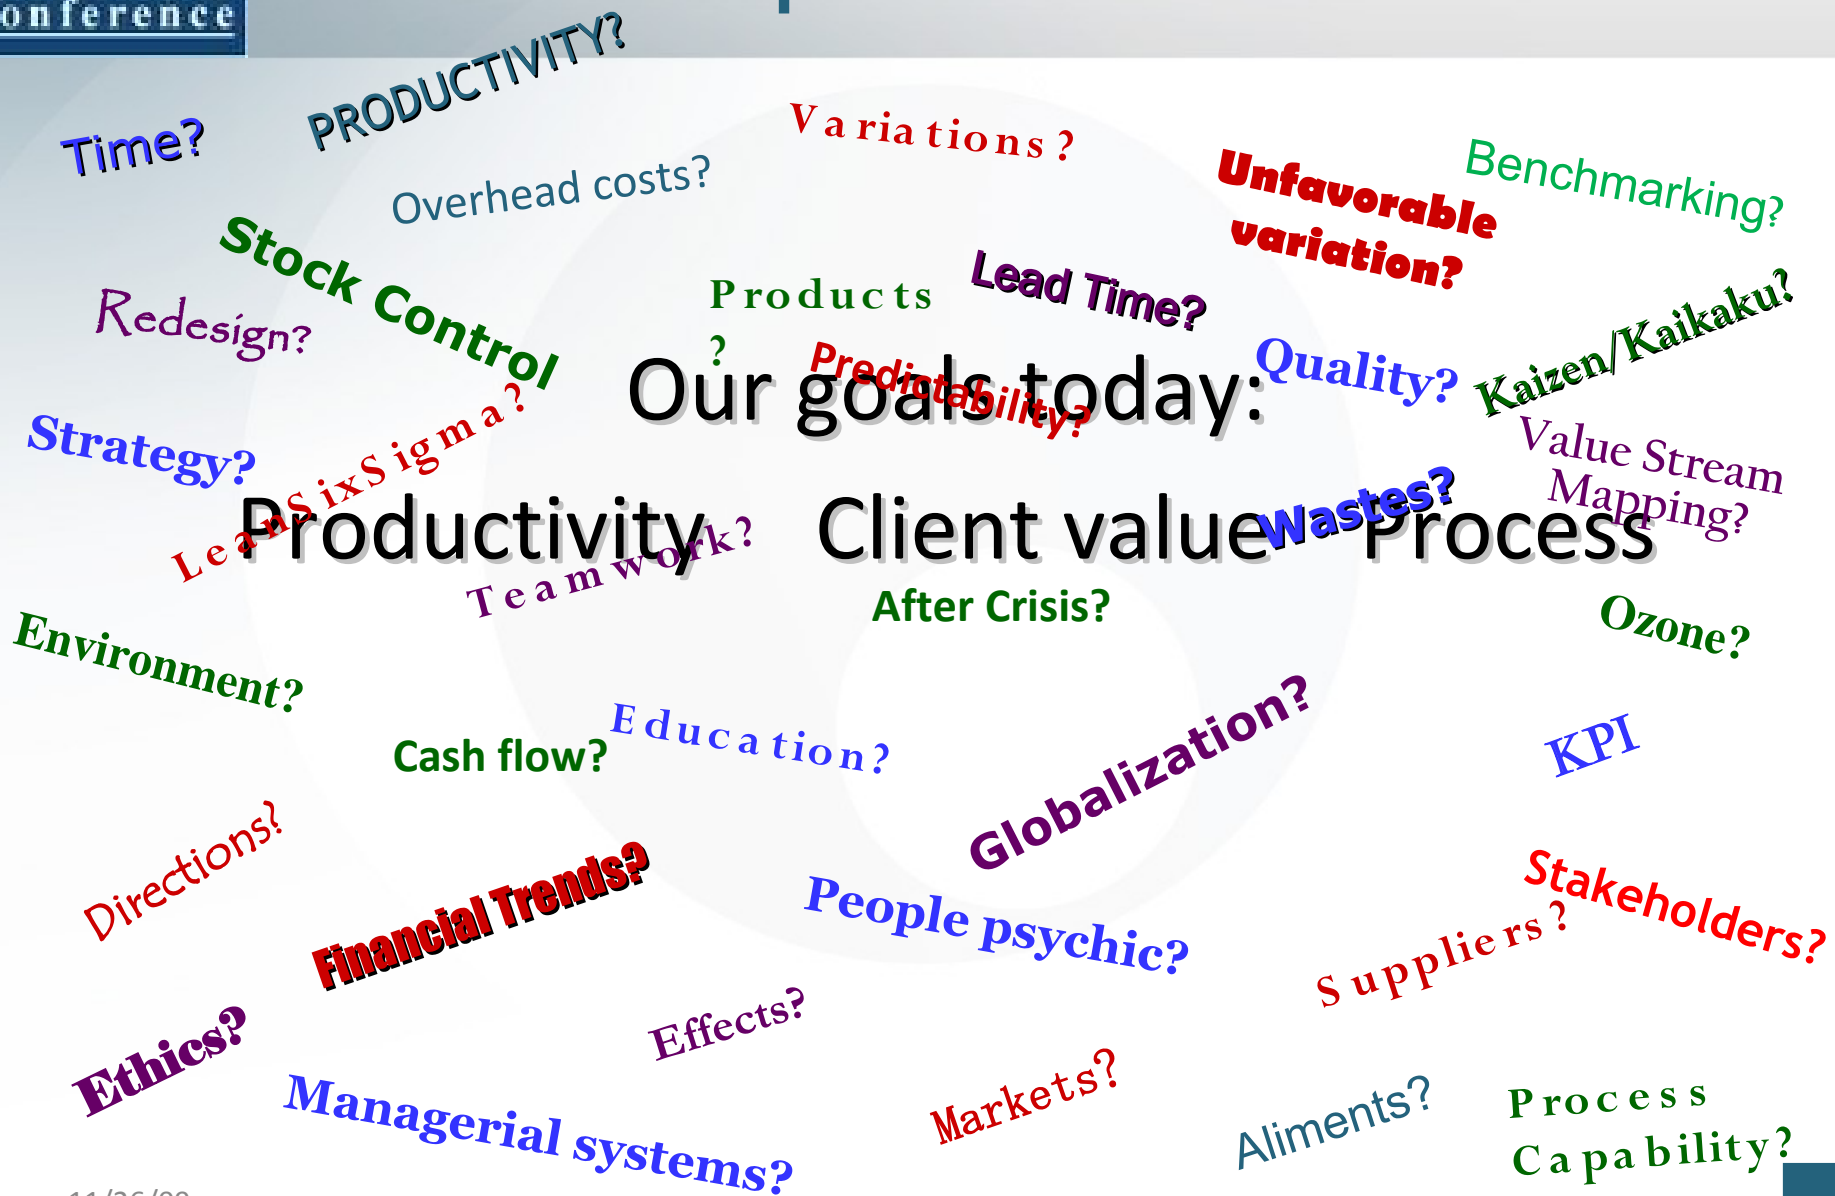 onference
PRODUCTIVITY?
Time?
Variations?
Overhead costs?
Unfavorable
variation?
Benchmarking?
Stock Control
Redesign?
Products
?
Lead Time?
Kaizen/Kaikaku?
Predictability?
Quality?
Our goals today:
Strategy?
LeanSixSigma?
Value Stream
Mapping?
Wastes?
Productivity Client value Process
Teamwork?
After Crisis?
Ozone?
Environment?
Education?
Cash flow?
Globalization?
KPI
Directions?
Financial Trends?
People psychic?
Stakeholders?
Suppliers?
Ethics?
Effects?
Managerial systems?
Markets?
Aliments?
Process
Capability?